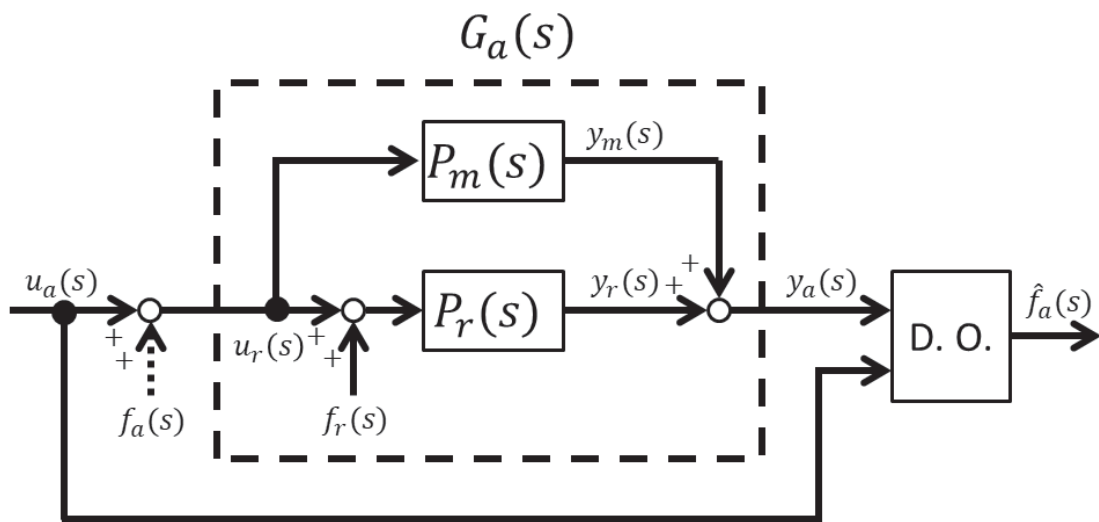 G_a(s)
P_m(s)
y_m(s)
+
u_a(s)
+
+
f_a(s)
u_r(s)
+
+
f_r(s)
P_r(s)
y_r(s)
+
y_a(s)
D. O.
f̂_a(s)